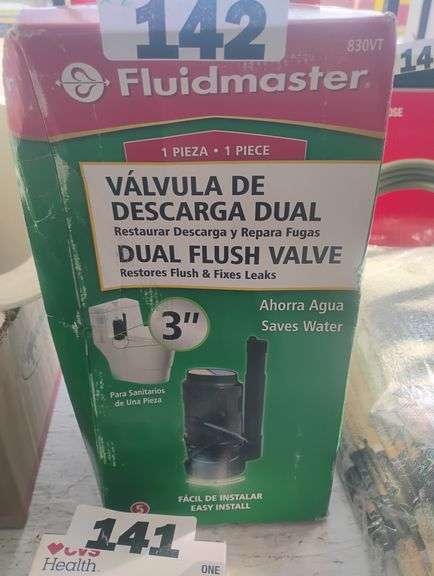 142
830VT
Fluidmaster®
14
1 PIEZA • 1 PIECE
VÁLVULA DE
DESCARGA DUAL
Restaurar Descarga y Repara Fugas
DUAL FLUSH VALVE
Restores Flush & Fixes Leaks
Ahorra Agua
Saves Water
3"
Para Sanitarios
de Una Pieza
FÁCIL DE INSTALAR
EASY INSTALL
5
141
CVS
Health
ONE